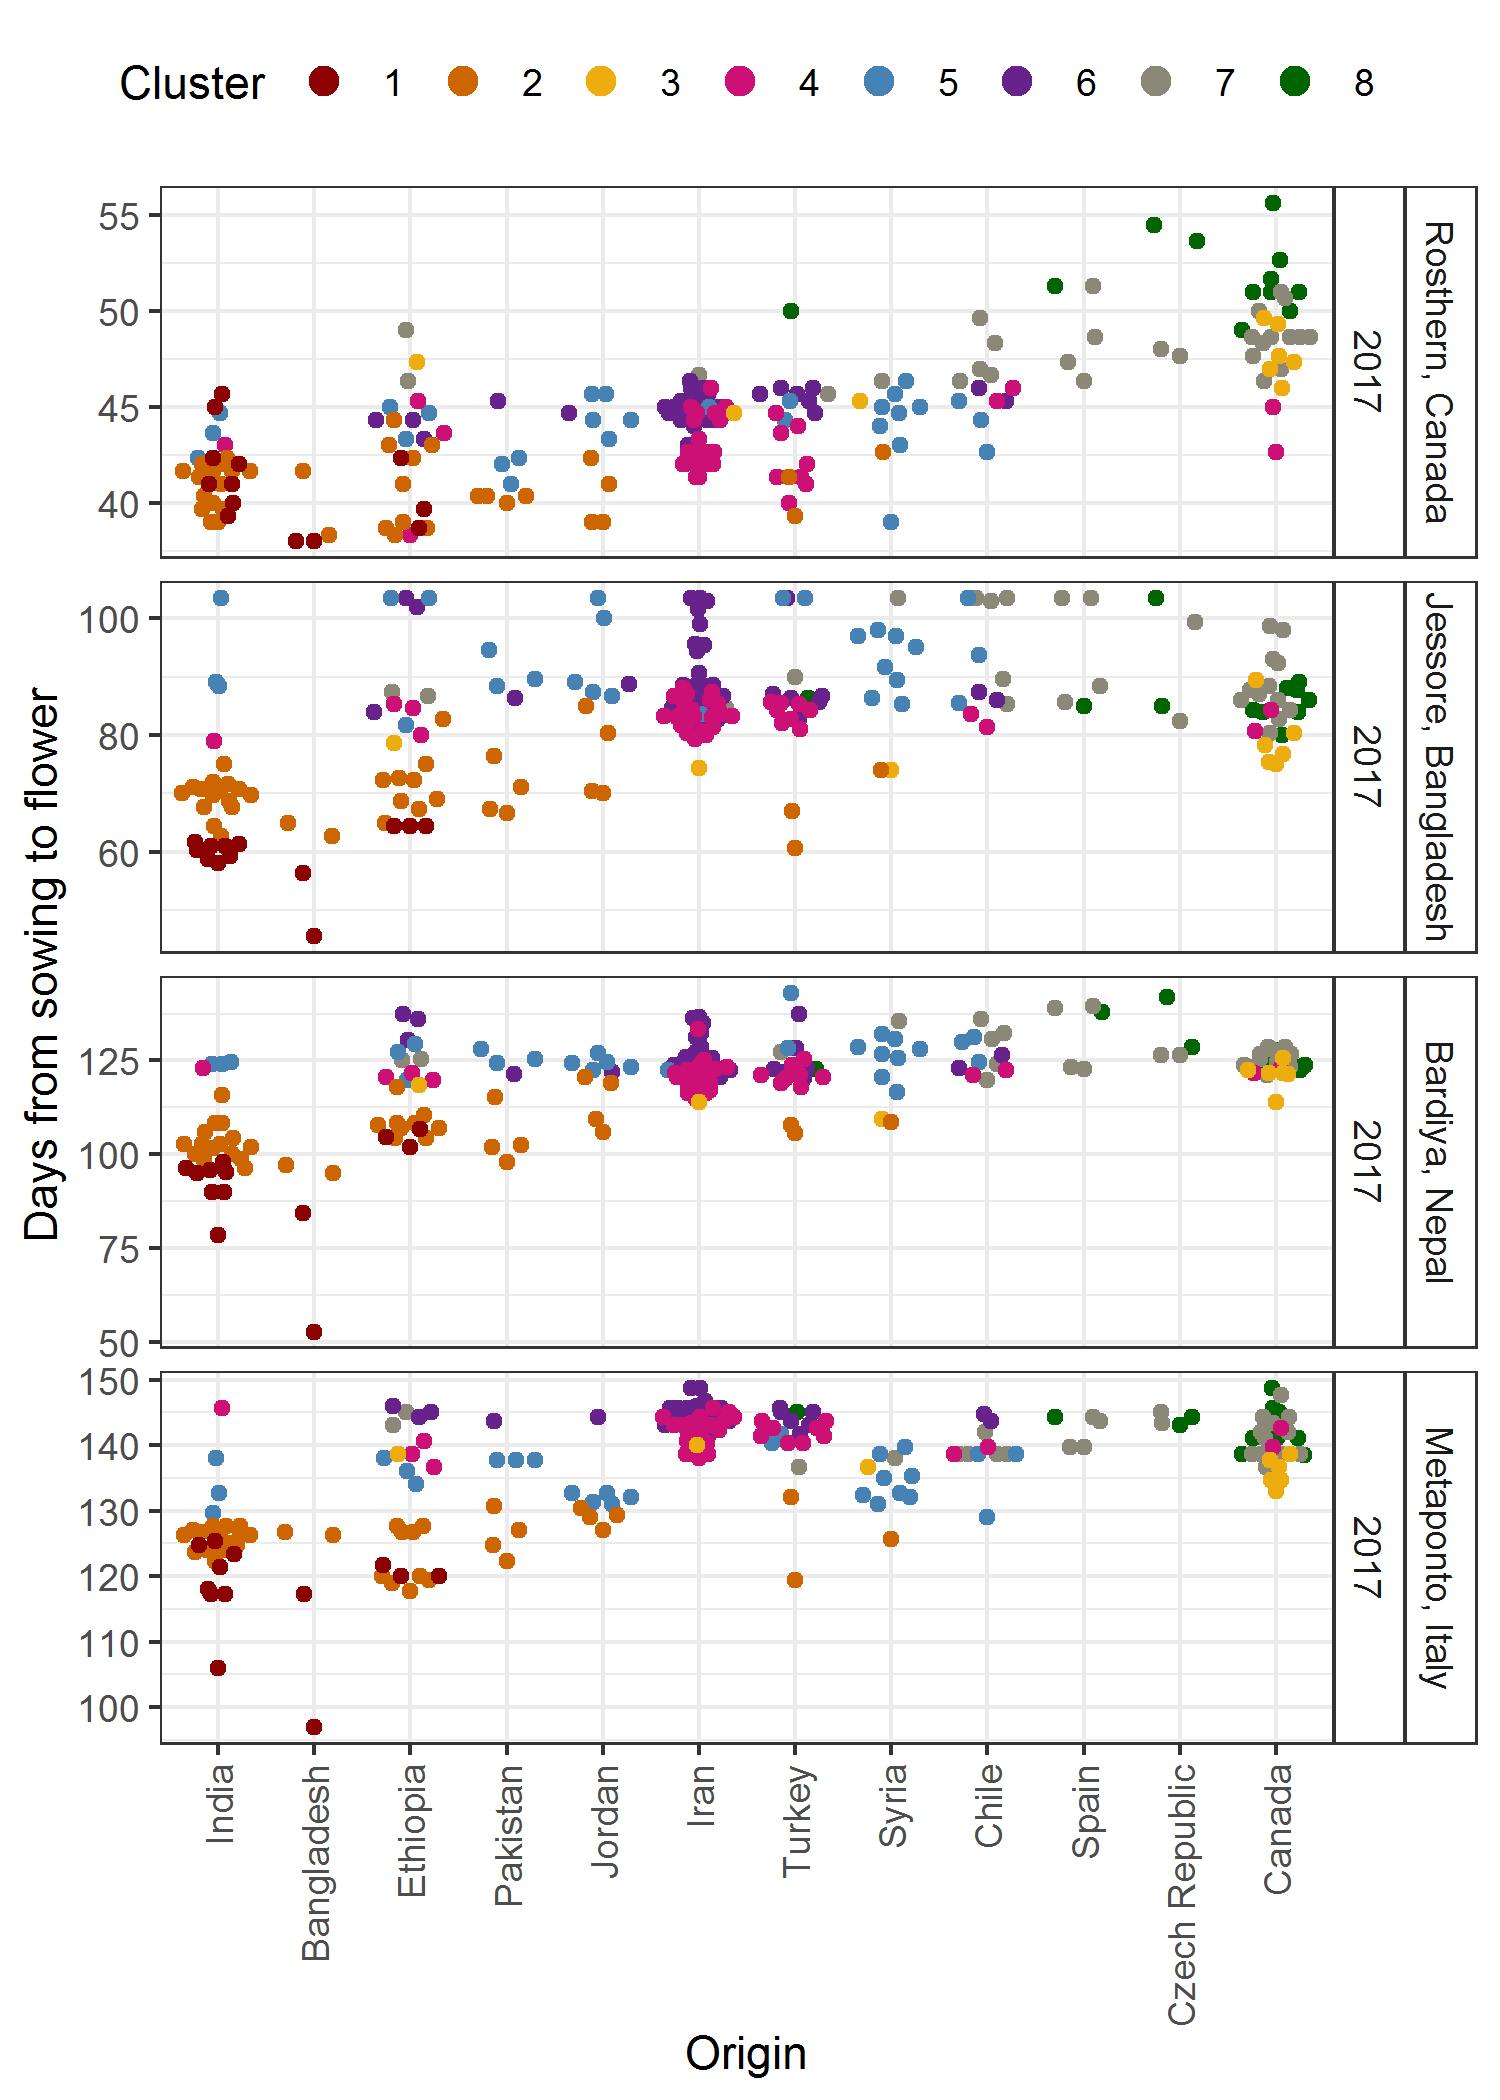 Cluster 1 2 3 4 5 6 7 8
Days from sowing to flower
55
50
45
40
2017
Rosthern, Canada
100
80
60
2017
Jessore, Bangladesh
125
100
75
50
2017
Bardiya, Nepal
150
140
130
120
110
100
2017
Metaponto, Italy
India
Bangladesh
Ethiopia
Pakistan
Jordan
Iran
Turkey
Syria
Chile
Spain
Czech Republic
Canada
Origin